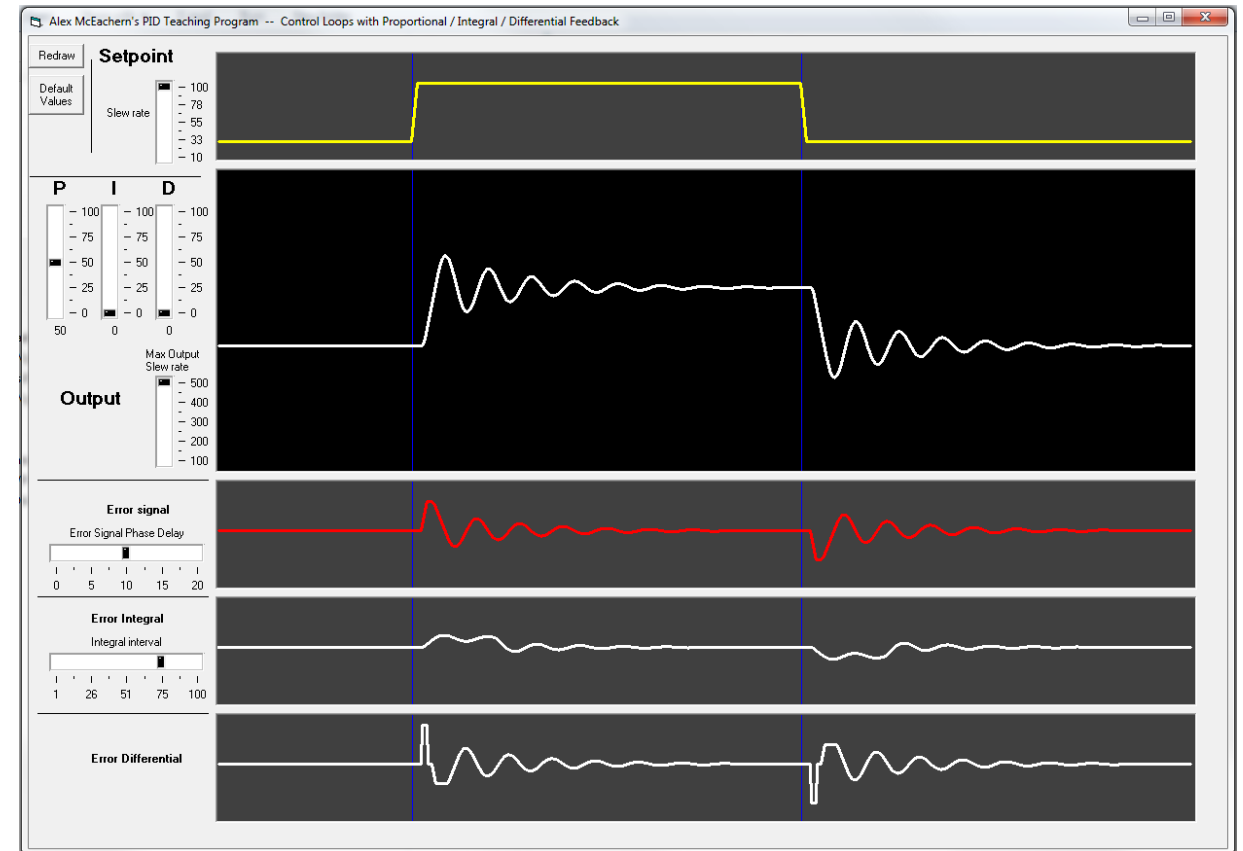 Alex McEachern's PID Teaching Program -- Control Loops with Proportional / Integral / Differential Feedback
Redraw
Setpoint
Default
Values
Slew rate
100
78
55
33
10
P I D
100 100 100
75 75 75
50 50 50
25 25 25
0 0 0
50 0 0
Max Output
Slew rate
Output
500
400
300
200
100
Error signal
Error Signal Phase Delay
0 5 10 15 20
Error Integral
Integral interval
1 26 51 75 100
Error Differential